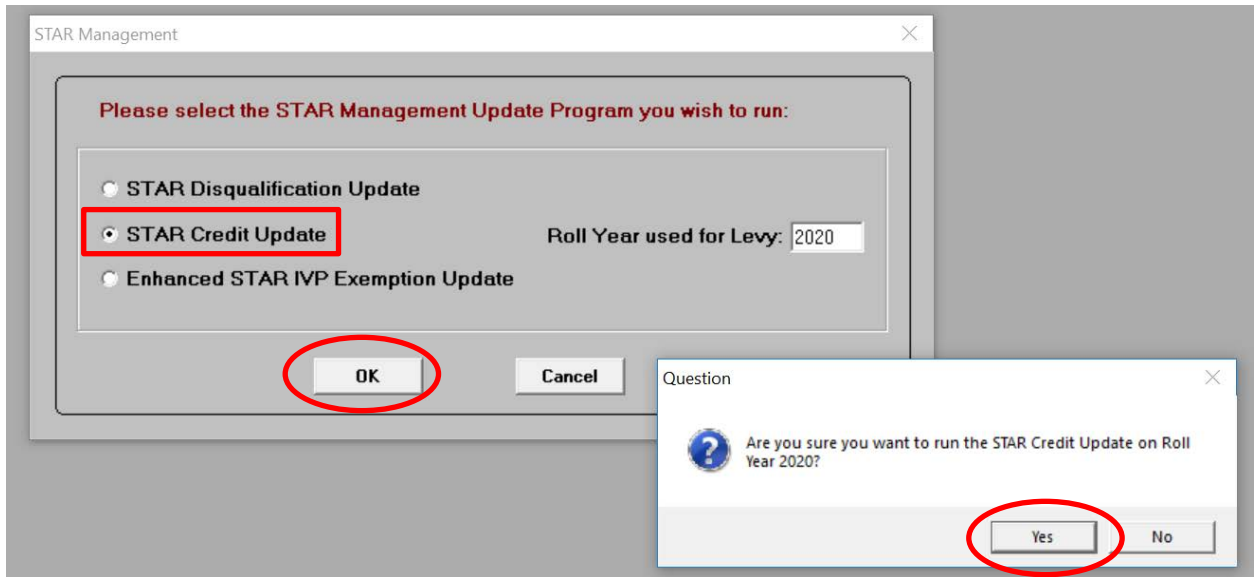 STAR Management
Please select the STAR Management Update Program you wish to run:
STAR Disqualification Update
STAR Credit Update
Roll Year used for Levy: 2020
Enhanced STAR IVP Exemption Update
OK
Cancel
Question
Are you sure you want to run the STAR Credit Update on Roll
Year 2020?
Yes
No